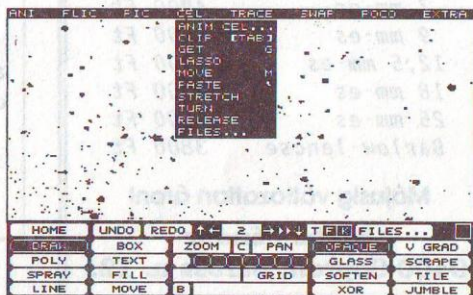 ANI FLIC PIC CEL TRACE SWAP POCO EXTRA
ANIM CEL...
CLIP [TAB]
GET G
LASSO
MOVE M
PASTE `
STRETCH
TURN
RELEASE
FILES...
HOME UNDO REDO 2 T F K FILES...
DRAW BOX ZOOM C PAN OPAQUE V GRAD
POLY TEXT GLASS SCRAPE
SPRAY FILL GRID SOFTEN TILE
LINE MOVE B XOR JUMBLE